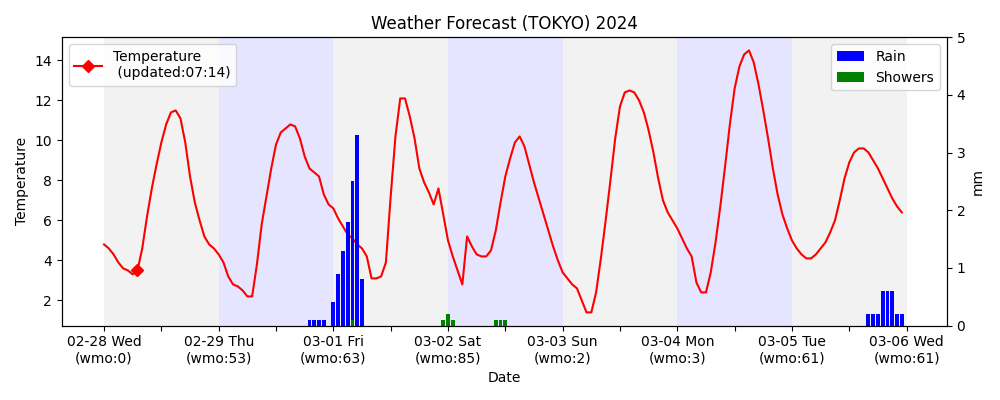 Weather Forecast (TOKYO) 2024
Temperature
(updated:07:14)
Rain
Showers
14
12
10
8
6
4
2
Temperature
5
4
3
2
1
0
mm
02-28 Wed
(wmo:0)
02-29 Thu
(wmo:53)
03-01 Fri
(wmo:63)
03-02 Sat
(wmo:85)
03-03 Sun
(wmo:2)
03-04 Mon
(wmo:3)
03-05 Tue
(wmo:61)
03-06 Wed
(wmo:61)
Date